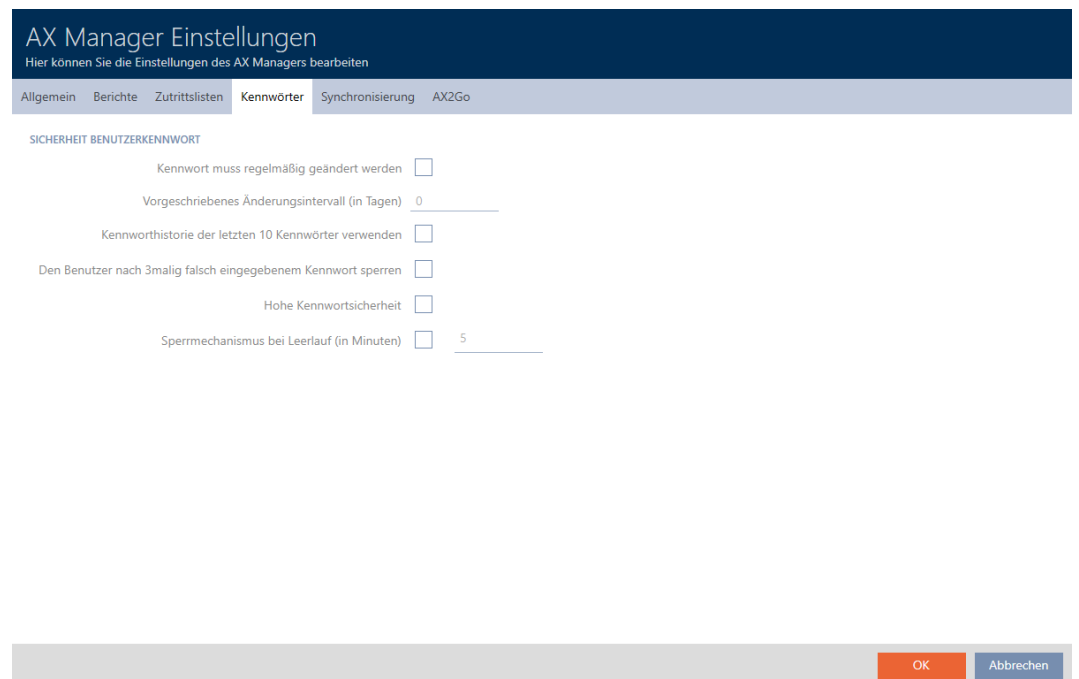 AX Manager Einstellungen
Hier können Sie die Einstellungen des AX Managers bearbeiten
Allgemein Berichte Zutrittslisten Kennwörter Synchronisierung AX2Go
SICHERHEIT BENUTZERKENNWORT
Kennwort muss regelmäßig geändert werden
Vorgeschriebenes Änderungsintervall (in Tagen) 0
Kennworthistorie der letzten 10 Kennwörter verwenden
Den Benutzer nach 3malig falsch eingegebenem Kennwort sperren
Hohe Kennwortsicherheit
Sperrmechanismus bei Leerlauf (in Minuten) 5
OK Abbrechen